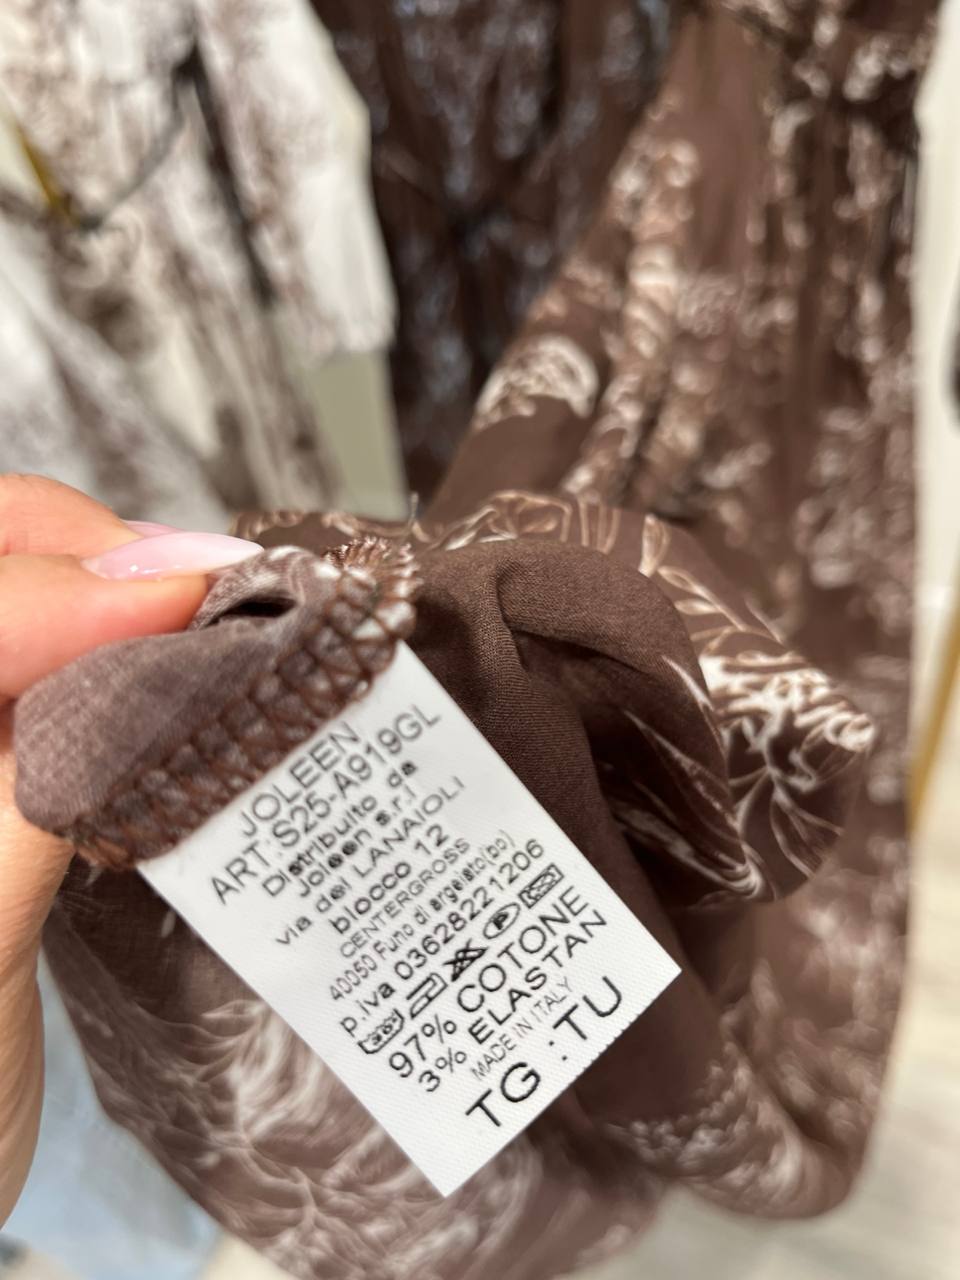 JOLEEN
ART:S25-A919GL
Distribuito da
Joleen s.r.l
via dei LANAIOLI
blocco 12
CENTERGROSS
40050 Funo di argelato(bo)
p.iva 03628221206
P
97% COTONE
3% ELASTAN
MADE IN ITALY
TG :TU